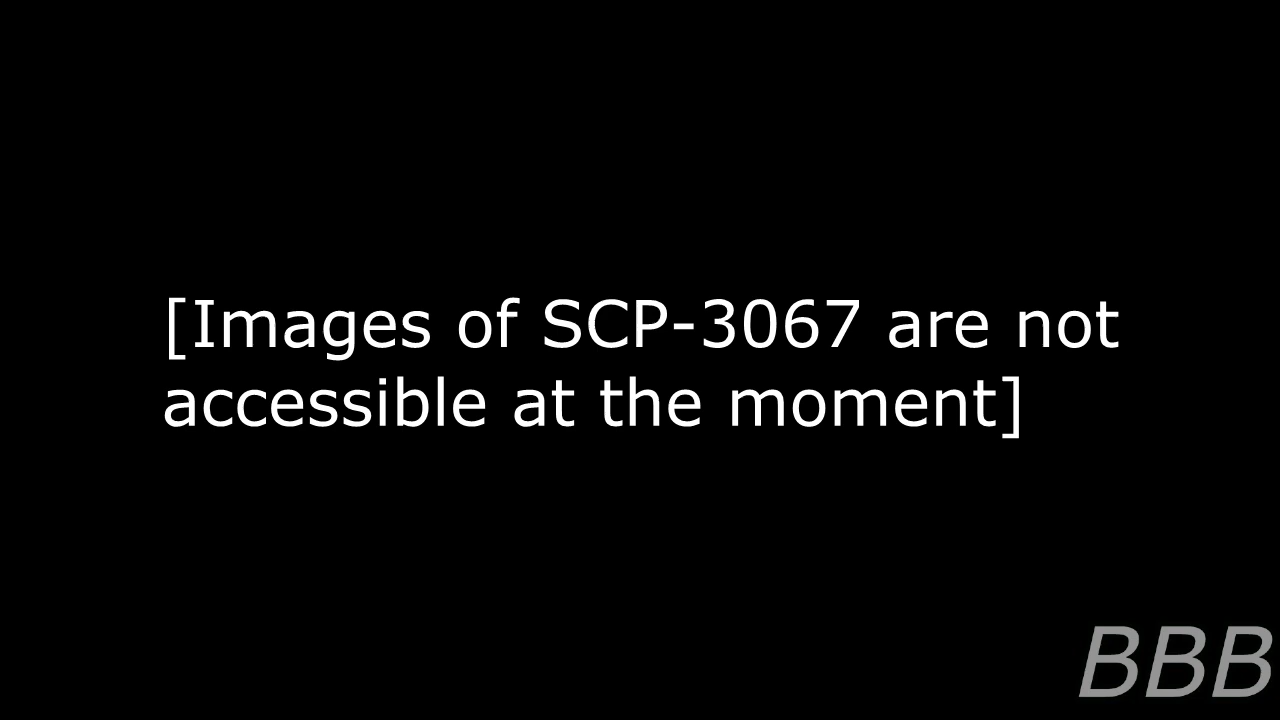 [Images of SCP-3067 are not
accessible at the moment]
BBB